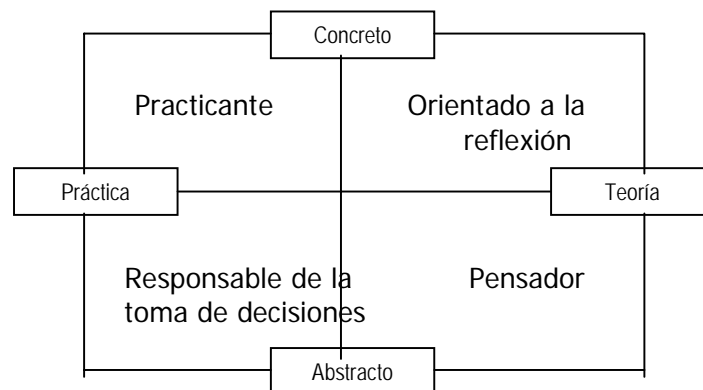 Concreto
Practicante
Orientado a la
reflexión
Práctica
Teoría
Responsable de la
toma de decisiones
Pensador
Abstracto